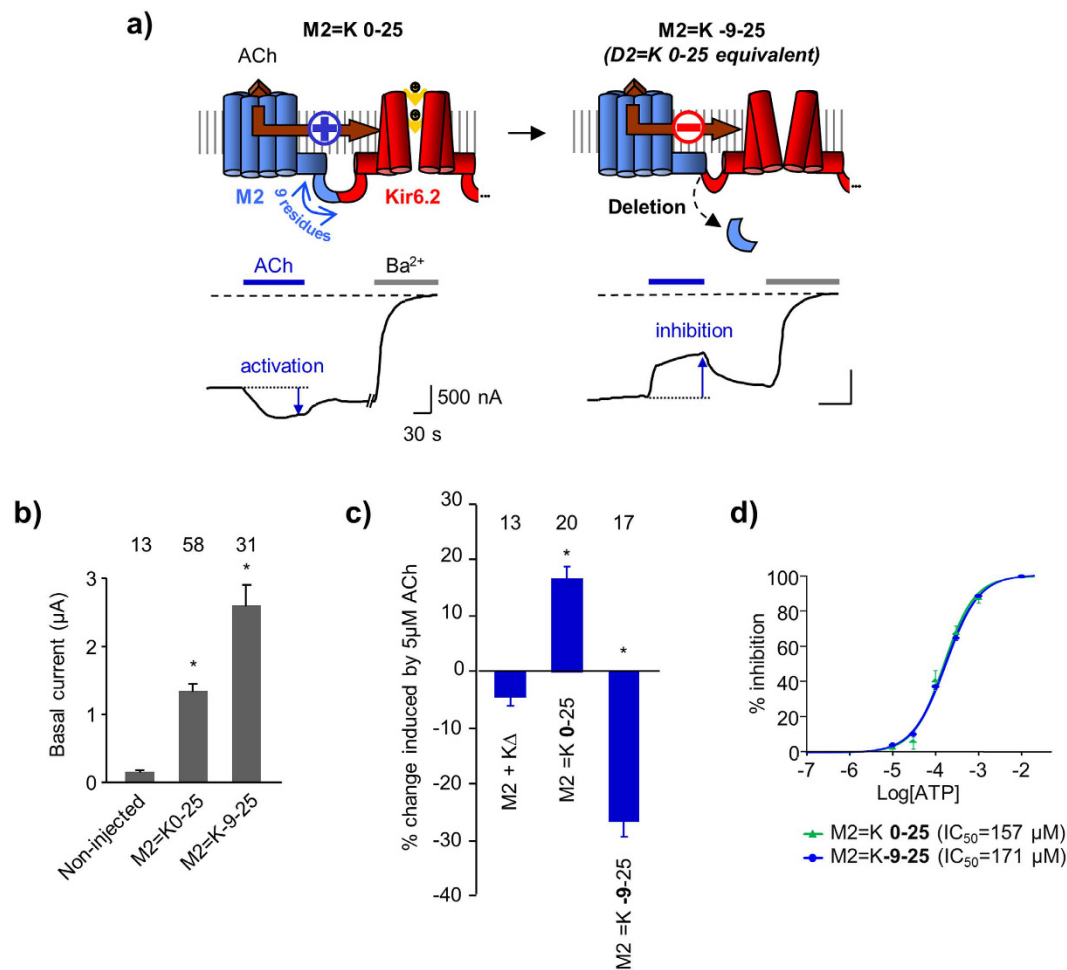 a)
M2=K 0-25
M2=K -9-25
(D2=K 0-25 equivalent)
ACh
M2
9 residues
Kir6.2
...
Deletion
...
ACh
Ba²⁺
activation
500 nA
30 s
inhibition
b)
13 58 31
*
*
Basal current (µA)
3
2
1
0
Non-injected
M2=K0-25
M2=K-9-25
c)
13 20 17
*
*
% change induced by 5µM ACh
30
20
10
0
-10
-20
-30
-40
M2 + KΔ
M2 =K 0-25
M2 =K -9-25
d)
% inhibition
100
80
60
40
20
0
-7 -6 -5 -4 -3 -2
Log[ATP]
M2=K 0-25 (IC₅₀=157 µM)
M2=K-9-25 (IC₅₀=171 µM)